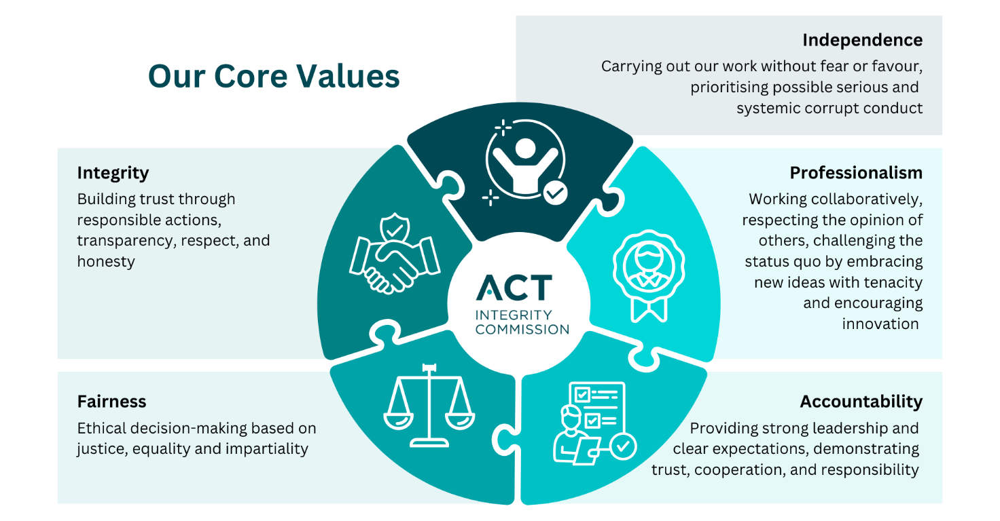 Our Core Values
Independence
Carrying out our work without fear or favour,
prioritising possible serious and
systemic corrupt conduct
Integrity
Building trust through
responsible actions,
transparency, respect, and
honesty
Professionalism
Working collaboratively,
respecting the opinion of
others, challenging the
status quo by embracing
new ideas with tenacity
and encouraging
innovation
ACT
INTEGRITY
COMMISSION
Fairness
Ethical decision-making based on
justice, equality and impartiality
Accountability
Providing strong leadership and
clear expectations, demonstrating
trust, cooperation, and responsibility